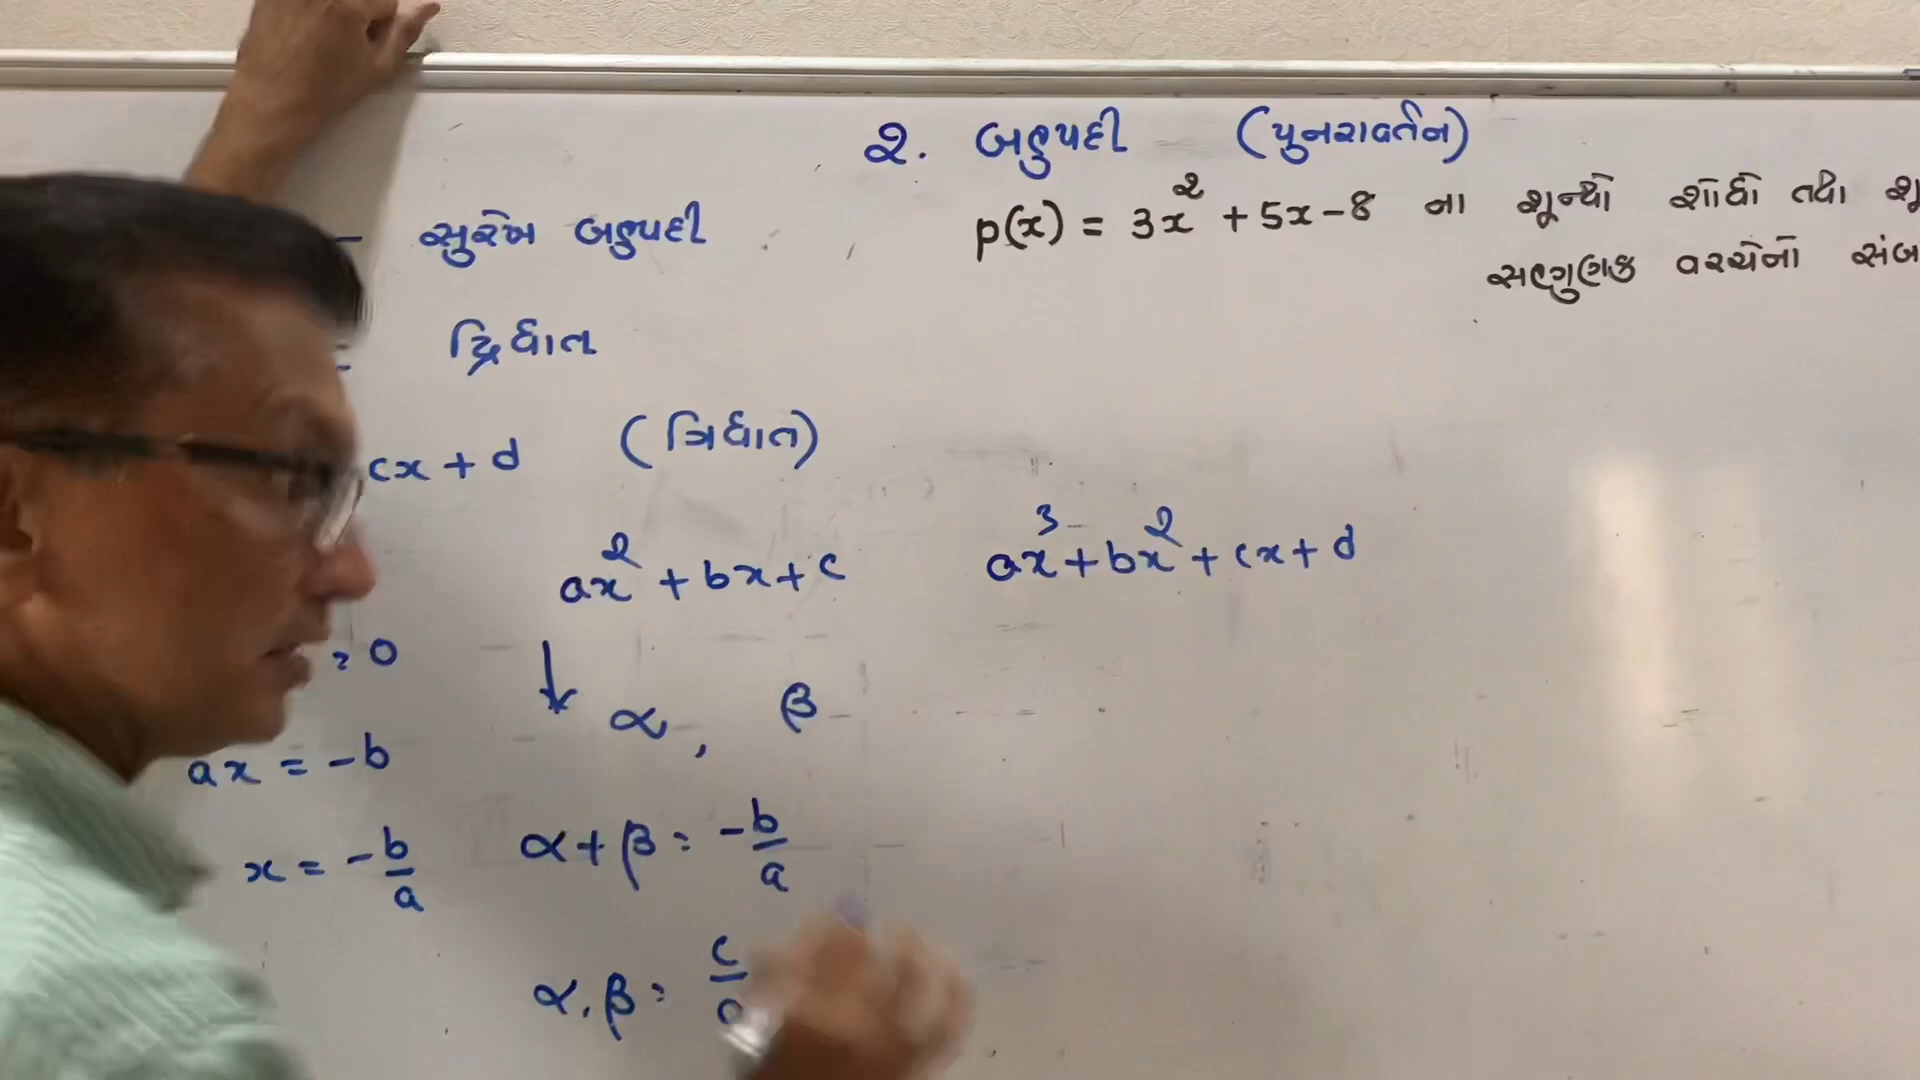 ૨. બહુપદી (પુનરાવર્તન)
p(x) = 3x² + 5x - 8 ના શૂન્યો શોધો તથા શૂ
સહગુણક વચ્ચેનો સંબ
- સુરેખ બહુપદી
દ્વિઘાત
cx + d (ત્રિઘાત)
ax² + bx + c
ax³ + bx² + cx + d
= 0
α, β
ax = -b
x = -b/a
α + β = -b/a
α . β = c/a